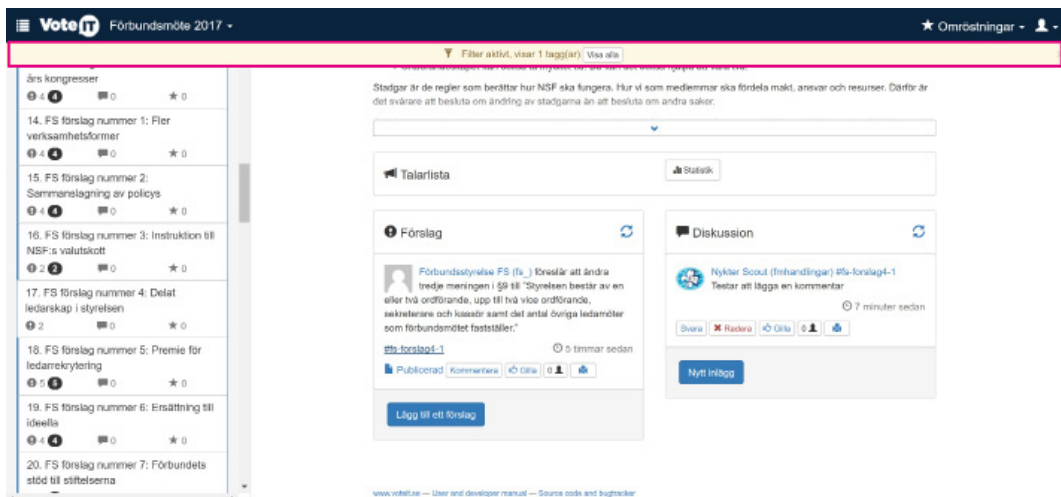 VoteIT Förbundsmöte 2017
Omröstningar
Filter aktivt, visar 1 tagg(ar) Visa alla
års kongresser
4 4 0 0
14. FS förslag nummer 1: Fler
verksamhetsformer
4 4 0 0
15. FS förslag nummer 2:
Sammanslagning av policys
4 4 0 0
16. FS förslag nummer 3: Instruktion till
NSF:s valutskott
2 2 0 0
17. FS förslag nummer 4: Delat
ledarskap i styrelsen
2 0 0
18. FS förslag nummer 5: Premie för
ledarrekrytering
5 5 0 0
19. FS förslag nummer 6: Ersättning till
ideella
4 4 0 0
20. FS förslag nummer 7: Förbundets
stöd till stiftelserna
Stadgar är de regler som berättar hur NSF ska fungera. Hur vi som medlemmar ska fördela makt, ansvar och resurser. Därför är
det svårare att besluta om ändring av stadgarna än att besluta om andra saker.
Talarlista
Statistik
Förslag
Förbundsstyrelse FS (fs_) föreslår att ändra
tredje meningen i §9 till "Styrelsen består av en
eller två ordförande, upp till två vice ordförande,
sekreterare och kassör samt det antal övriga ledamöter
som förbundsmötet fastställer."
#fs-forslag4-1 5 timmar sedan
Publicerad Kommentera Gilla 0
Lägg till ett förslag
Diskussion
Nykter Scout (fmhandlingar) #fs-forslag4-1
Testar att lägga en kommentar
7 minuter sedan
Svara Radera Gilla 0
Nytt inlägg
www.voteit.se — User and developer manual — Source code and bugtracker